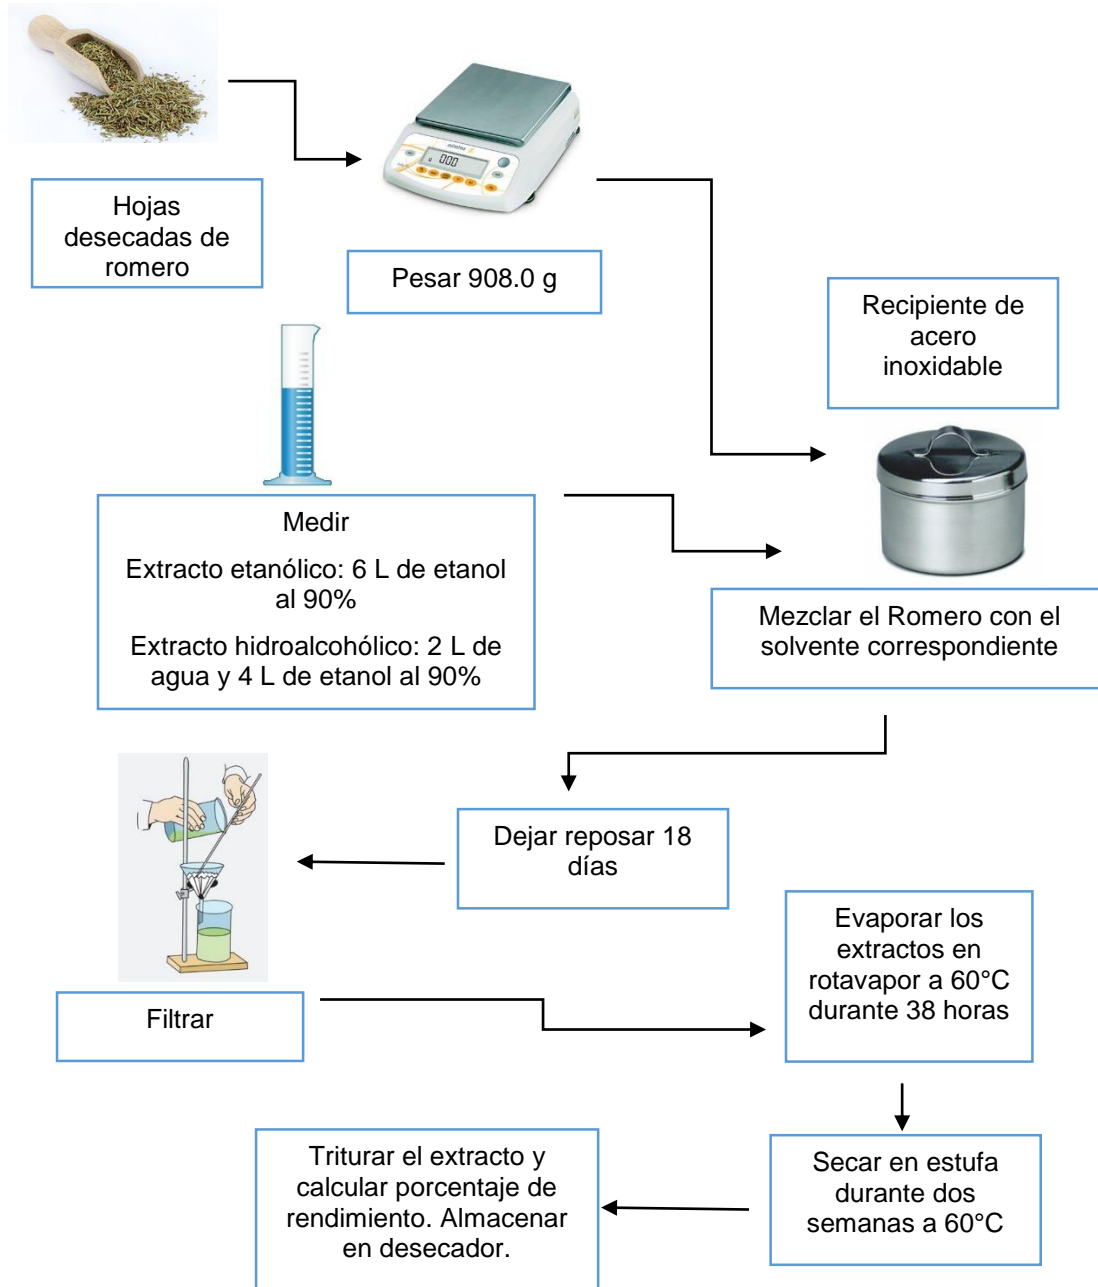 Hojas
desecadas de
romero
Pesar 908.0 g
Recipiente de
acero
inoxidable
Medir
Extracto etanólico: 6 L de etanol
al 90%
Extracto hidroalcohólico: 2 L de
agua y 4 L de etanol al 90%
Mezclar el Romero con el
solvente correspondiente
Dejar reposar 18
días
Filtrar
Evaporar los
extractos en
rotavapor a 60°C
durante 38 horas
Secar en estufa
durante dos
semanas a 60°C
Triturar el extracto y
calcular porcentaje de
rendimiento. Almacenar
en desecador.